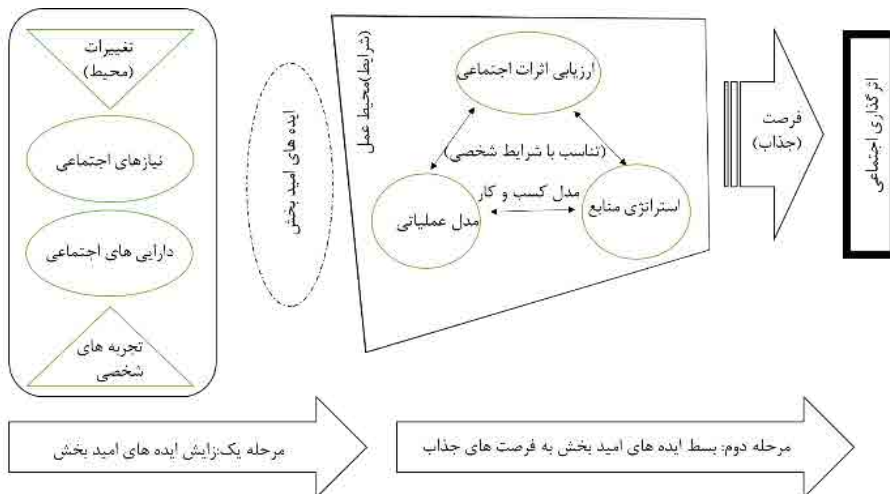 تغییرات
(محیط)
نیازهای اجتماعی
دارایی های اجتماعی
تجربه های
شخصی
ایده های امید بخش
(شرایط)محیط عمل
ارزیابی اثرات اجتماعی
(تناسب با شرایط شخصی)
مدل کسب و کار
مدل عملیاتی
استراتژی منابع
فرصت
(جذاب)
اثرگذاری اجتماعی
مرحله یک:زایش ایده های امید بخش
مرحله دوم: بسط ایده های امید بخش به فرصت های جذاب